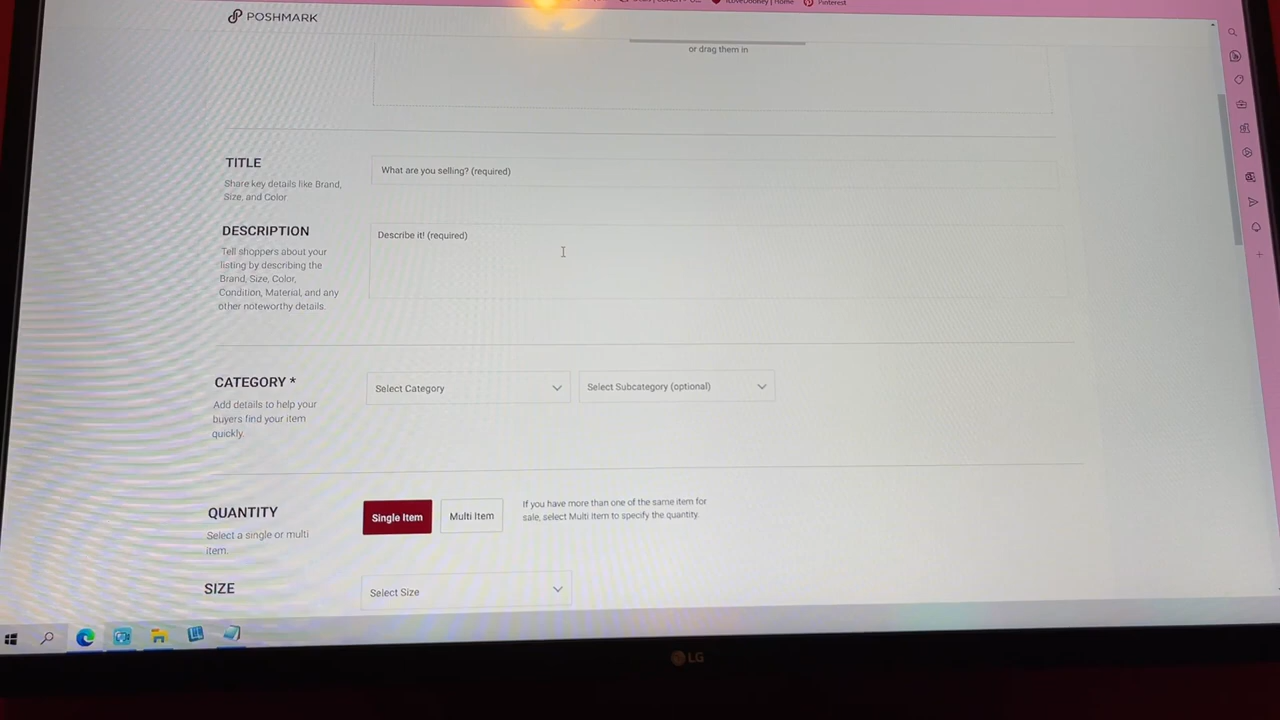 Home
Pinterest
POSHMARK
or drag them in
TITLE
What are you selling? (required)
Share key details like Brand,
Size, and Color
DESCRIPTION
Describe it! (required)
Tell shoppers about your
listing by describing the
Brand, Size, Color,
Condition, Material, and any
other noteworthy details.
CATEGORY *
Select Category
Select Subcategory (optional)
Add details to help your
buyers find your item
quickly.
QUANTITY
Single Item
Multi Item
If you have more than one of the same item for
sale, select Multi Item to specify the quantity.
Select a single or multi
item.
SIZE
Select Size
LG